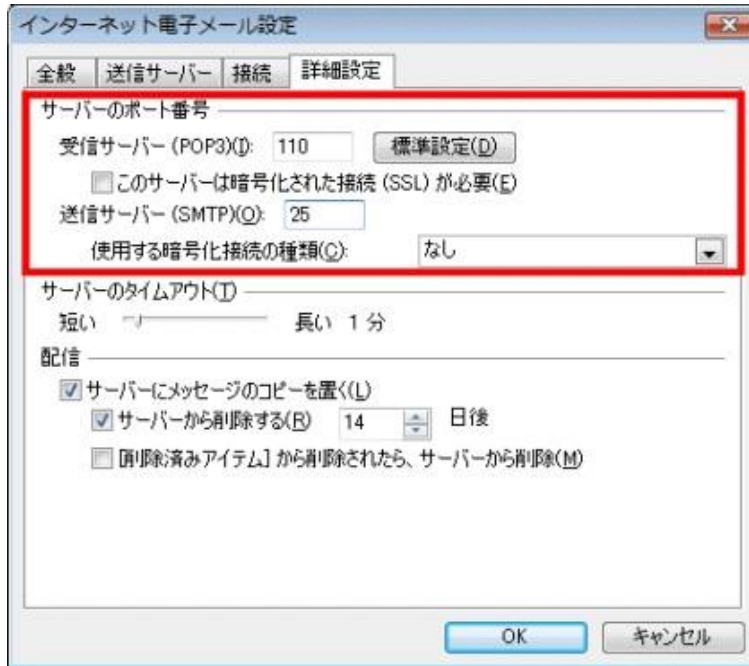 インターネット電子メール設定
全般 送信サーバー 接続 詳細設定
サーバーのポート番号
受信サーバー (POP3)(I): 110 標準設定(D)
このサーバーは暗号化された接続 (SSL) が必要(E)
送信サーバー (SMTP)(O): 25
使用する暗号化接続の種類(C): なし
サーバーのタイムアウト(T)
短い 長い 1 分
配信
サーバーにメッセージのコピーを置く(L)
サーバーから削除する(R) 14 日後
[削除済みアイテム] から削除されたら、サーバーから削除(M)
OK キャンセル